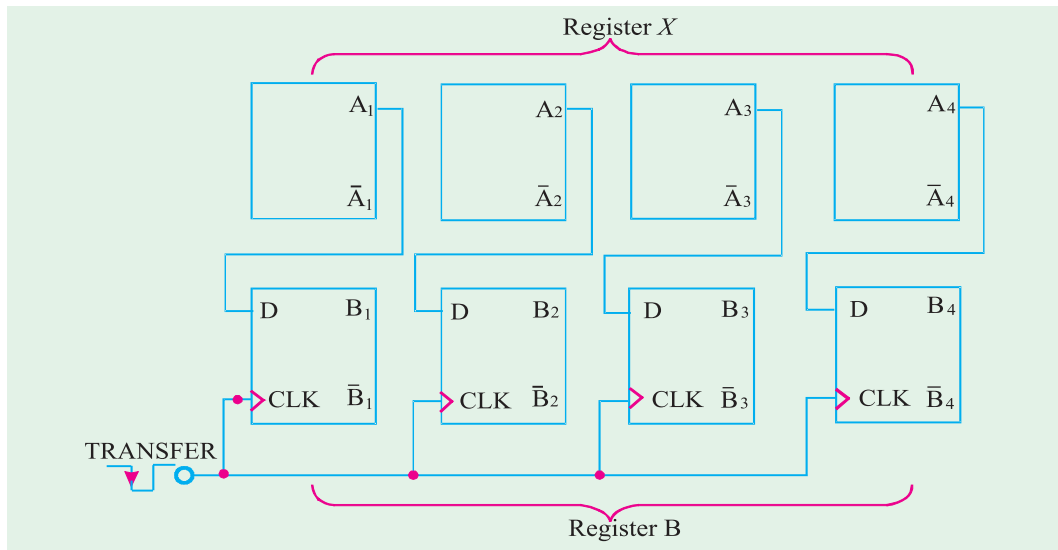 Register X
A1 A2 A3 A4
Ā1 Ā2 Ā3 Ā4
D B1 D B2 D B3 D B4
CLK B̄1 CLK B̄2 CLK B̄3 CLK B̄4
TRANSFER
Register B